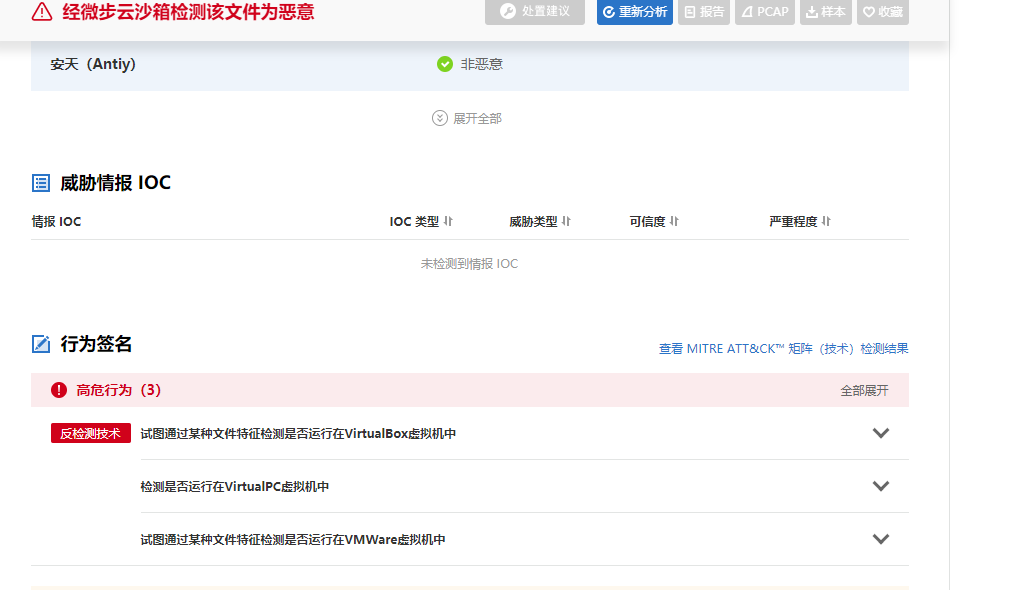 经微步云沙箱检测该文件为恶意
处置建议
重新分析
报告
PCAP
样本
收藏
安天（Antiy） 非恶意
展开全部
威胁情报 IOC
情报 IOC IOC 类型 威胁类型 可信度 严重程度
未检测到情报 IOC
行为签名
查看 MITRE ATT&CK™ 矩阵（技术）检测结果
高危行为（3） 全部展开
反检测技术 试图通过某种文件特征检测是否运行在VirtualBox虚拟机中
检测是否运行在VirtualPC虚拟机中
试图通过某种文件特征检测是否运行在VMWare虚拟机中